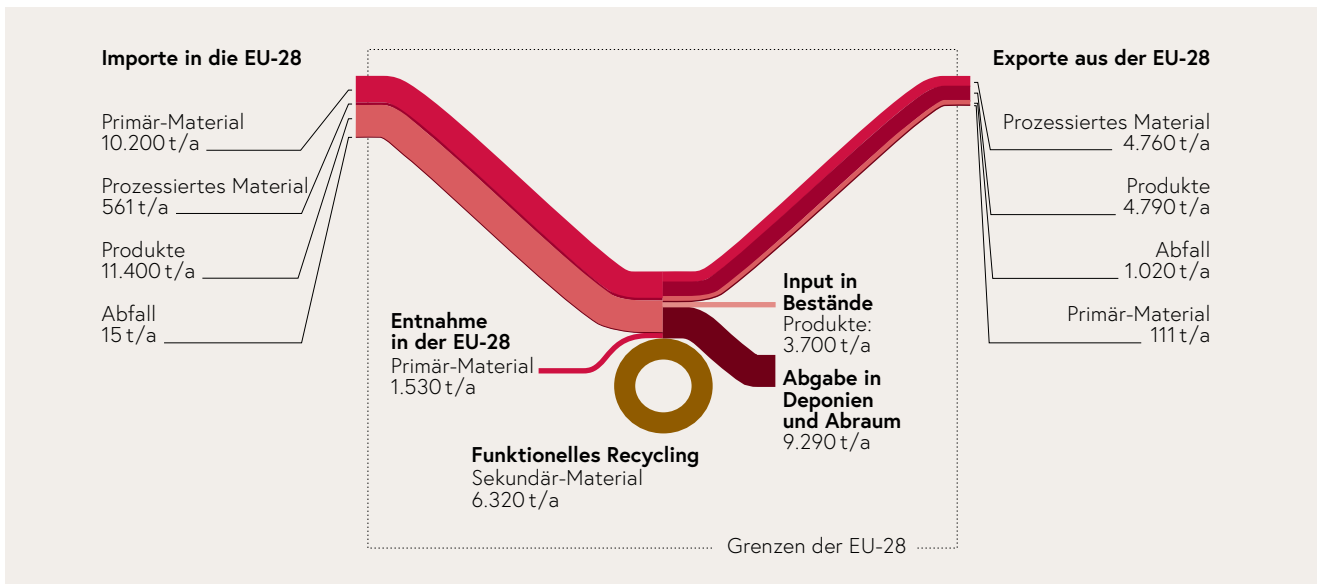 Importe in die EU-28
Primär-Material
10.200 t/a
Prozessiertes Material
561 t/a
Produkte
11.400 t/a
Abfall
15 t/a
Entnahme
in der EU-28
Primär-Material
1.530 t/a
Funktionelles Recycling
Sekundär-Material
6.320 t/a
Input in
Bestände
Produkte:
3.700 t/a
Abgabe in
Deponien
und Abraum
9.290 t/a
Exporte aus der EU-28
Prozessiertes Material
4.760 t/a
Produkte
4.790 t/a
Abfall
1.020 t/a
Primär-Material
111 t/a
Grenzen der EU-28